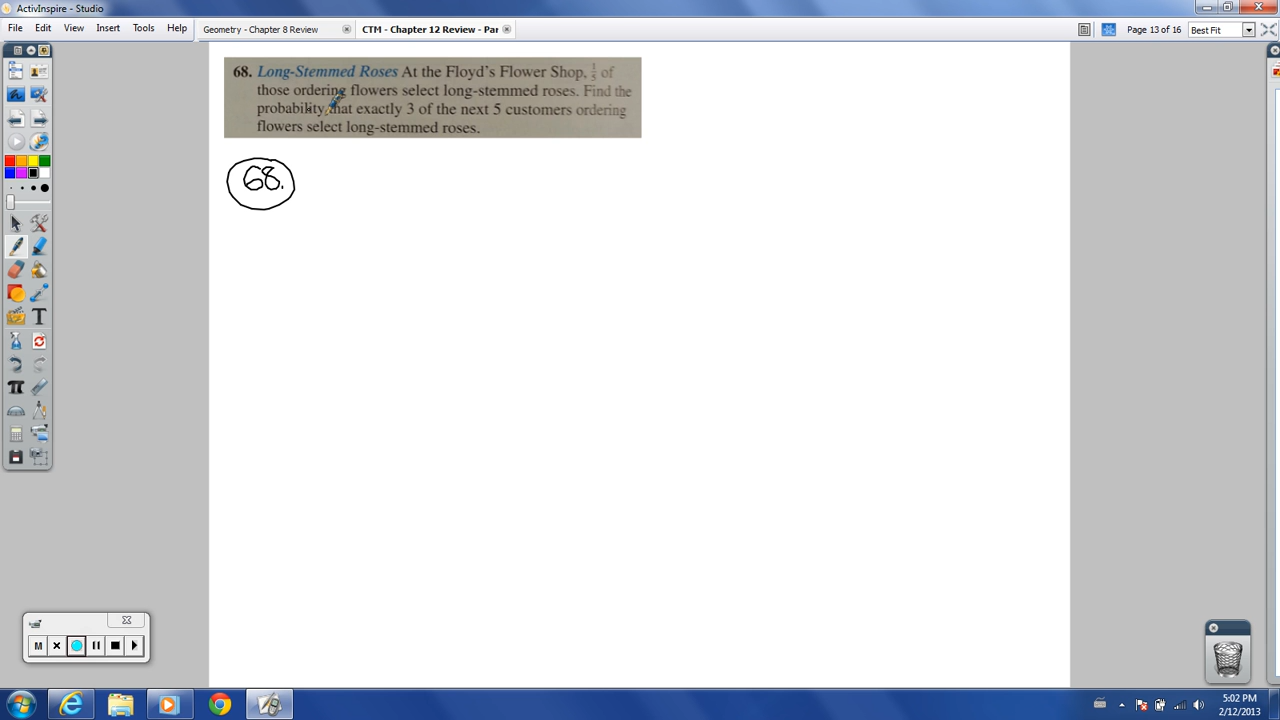 ActivInspire - Studio
File Edit View Insert Tools Help
Geometry - Chapter 8 Review
CTM - Chapter 12 Review - Par
Page 13 of 16
Best Fit
68. Long-Stemmed Roses At the Floyd's Flower Shop, 1/5 of
those ordering flowers select long-stemmed roses. Find the
probability that exactly 3 of the next 5 customers ordering
flowers select long-stemmed roses.
68.
T
π
M
5:02 PM
2/12/2013